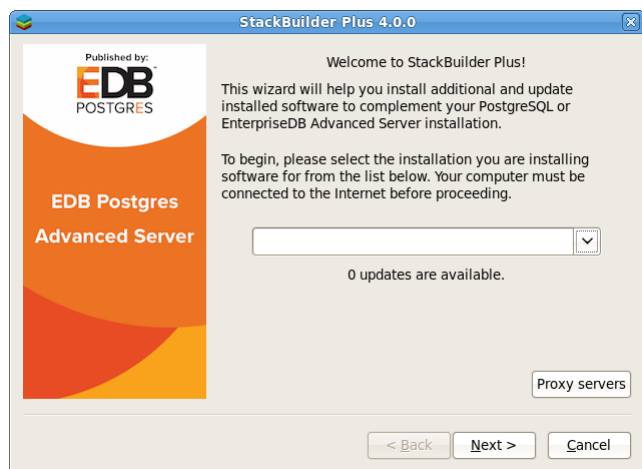 StackBuilder Plus 4.0.0
Published by:
EDB
POSTGRES
EDB Postgres
Advanced Server
Welcome to StackBuilder Plus!
This wizard will help you install additional and update
installed software to complement your PostgreSQL or
EnterpriseDB Advanced Server installation.
To begin, please select the installation you are installing
software for from the list below. Your computer must be
connected to the Internet before proceeding.
0 updates are available.
Proxy servers
< Back
Next >
Cancel